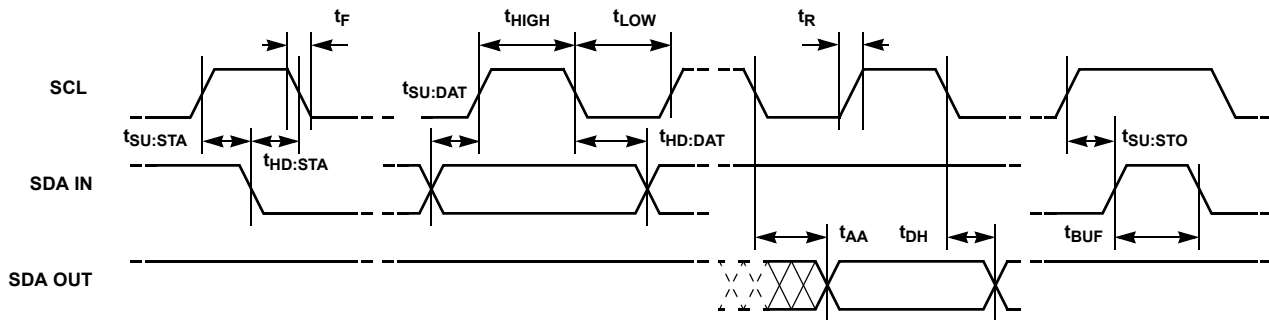 tF tHIGH tLOW tR
SCL
tSU:DAT
tSU:STA tHD:STA tHD:DAT tSU:STO
SDA IN
tAA tDH tBUF
SDA OUT